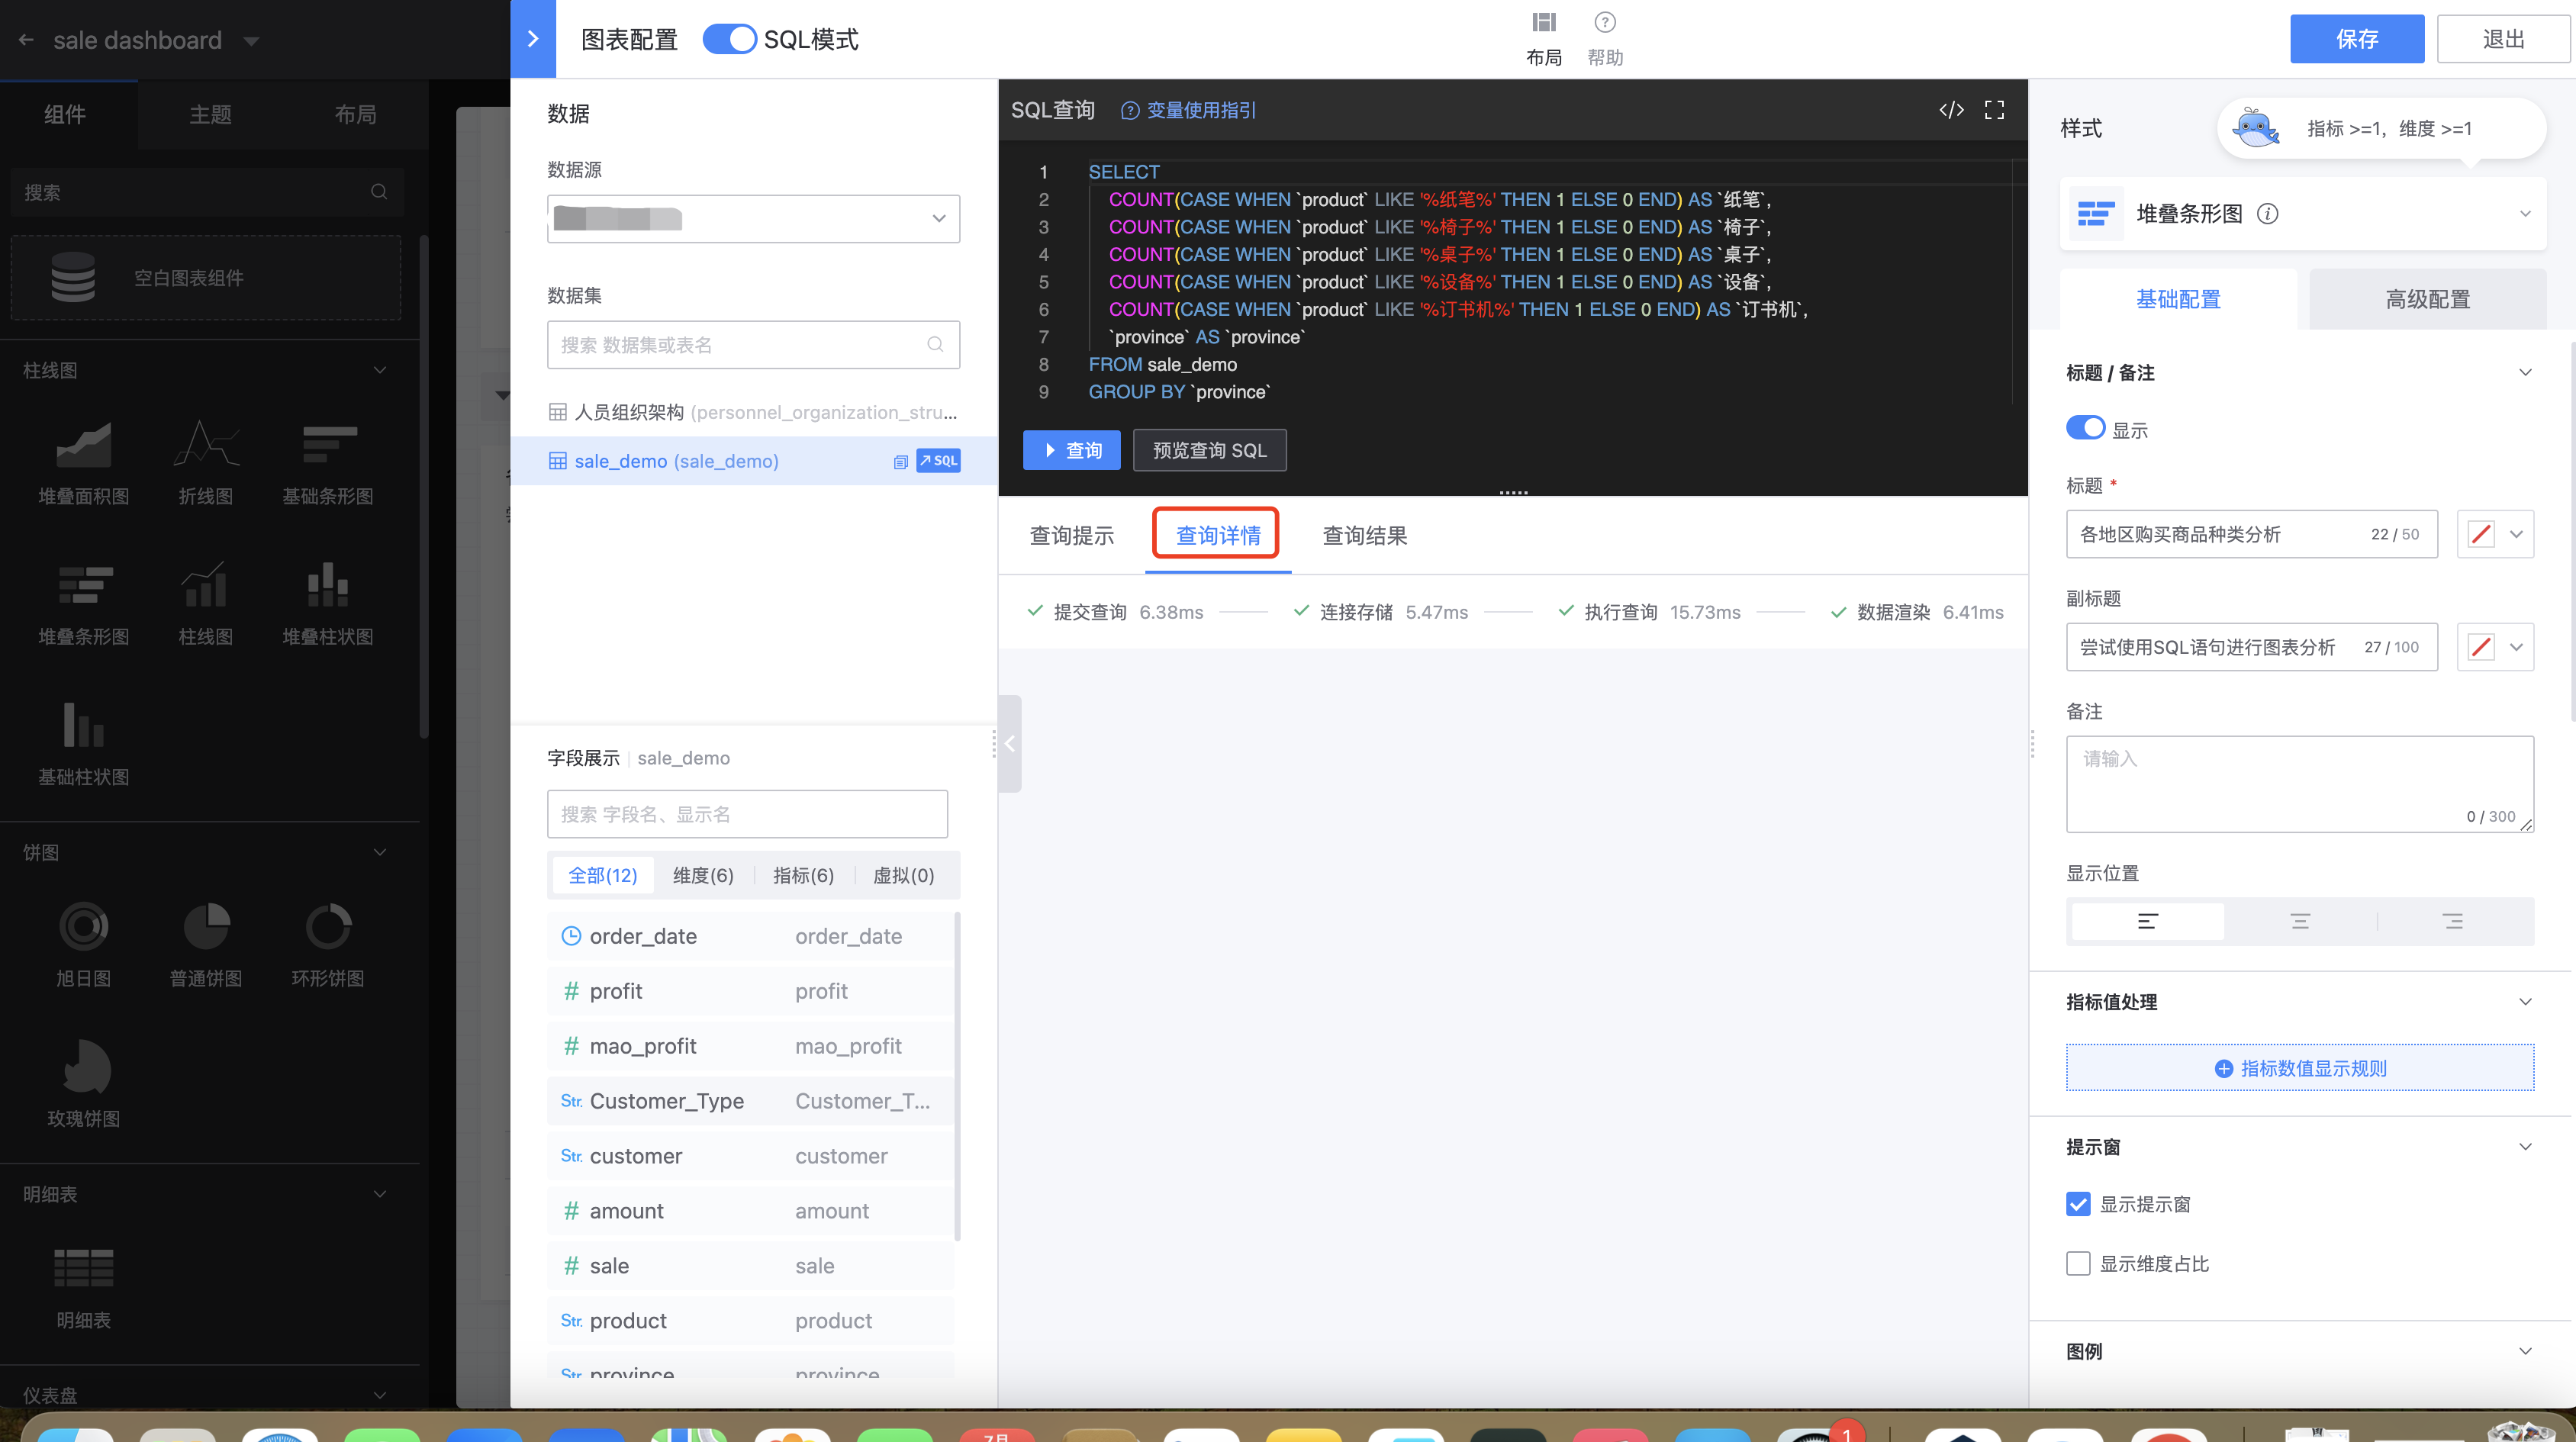 sale dashboard
图表配置
SQL模式
布局
帮助
保存
退出
组件
主题
布局
搜索
空白图表组件
柱线图
堆叠面积图
折线图
基础条形图
堆叠条形图
柱线图
堆叠柱状图
基础柱状图
饼图
旭日图
普通饼图
环形饼图
玫瑰饼图
明细表
明细表
仪表盘
数据
数据源
数据集
搜索 数据集或表名
人员组织架构 (personnel_organization_stru...
sale_demo (sale_demo)
SQL
字段展示 sale_demo
搜索 字段名、显示名
全部(12)
维度(6)
指标(6)
虚拟(0)
order_date order_date
# profit profit
# mao_profit mao_profit
Str. Customer_Type Customer_T...
Str. customer customer
# amount amount
# sale sale
Str. product product
Str. province province
SQL查询
变量使用指引
1 SELECT
2 COUNT(CASE WHEN `product` LIKE '%纸笔%' THEN 1 ELSE 0 END) AS `纸笔`,
3 COUNT(CASE WHEN `product` LIKE '%椅子%' THEN 1 ELSE 0 END) AS `椅子`,
4 COUNT(CASE WHEN `product` LIKE '%桌子%' THEN 1 ELSE 0 END) AS `桌子`,
5 COUNT(CASE WHEN `product` LIKE '%设备%' THEN 1 ELSE 0 END) AS `设备`,
6 COUNT(CASE WHEN `product` LIKE '%订书机%' THEN 1 ELSE 0 END) AS `订书机`,
7 `province` AS `province`
8 FROM sale_demo
9 GROUP BY `province`
查询
预览查询 SQL
查询提示
查询详情
查询结果
提交查询 6.38ms
连接存储 5.47ms
执行查询 15.73ms
数据渲染 6.41ms
样式
指标 >=1，维度 >=1
堆叠条形图
基础配置
高级配置
标题 / 备注
显示
标题 *
各地区购买商品种类分析 22 / 50
副标题
尝试使用SQL语句进行图表分析 27 / 100
备注
请输入
0 / 300
显示位置
指标值处理
指标数值显示规则
提示窗
显示提示窗
显示维度占比
图例
7月
1